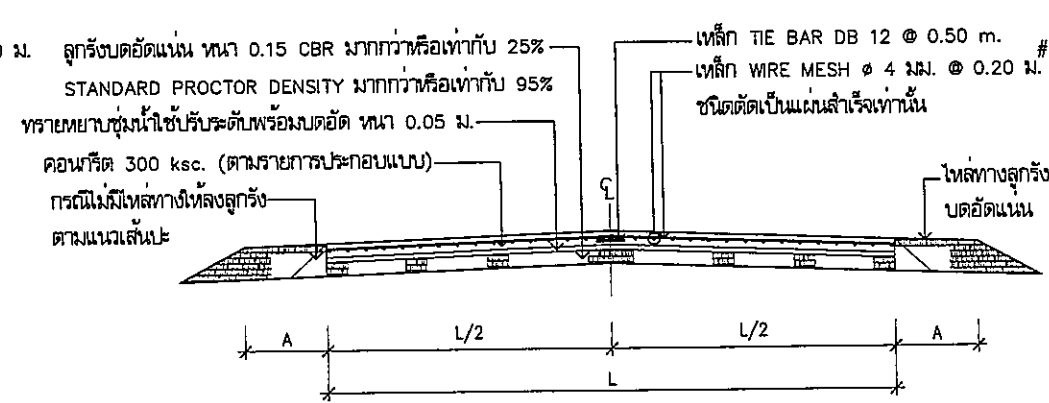 ม. ลูกรังบดอัดแน่น หนา 0.15 CBR มากกว่าหรือเท่ากับ 25%
STANDARD PROCTOR DENSITY มากกว่าหรือเท่ากับ 95%
ทรายหยาบชุ่มน้ำใช้ปรับระดับพร้อมบดอัด หนา 0.05 ม.
คอนกรีต 300 ksc. (ตามรายการประกอบแบบ)
กรณีไม่มีไหล่ทางให้ลงลูกรัง
ตามแนวเส้นปะ
เหล็ก TIE BAR DB 12 @ 0.50 m.
#
เหล็ก WIRE MESH ø 4 มม. @ 0.20 ม.
ชนิดตัดเป็นแผ่นสำเร็จเท่านั้น
ไหล่ทางลูกรัง
บดอัดแน่น
CL
A L/2 L/2 A
L